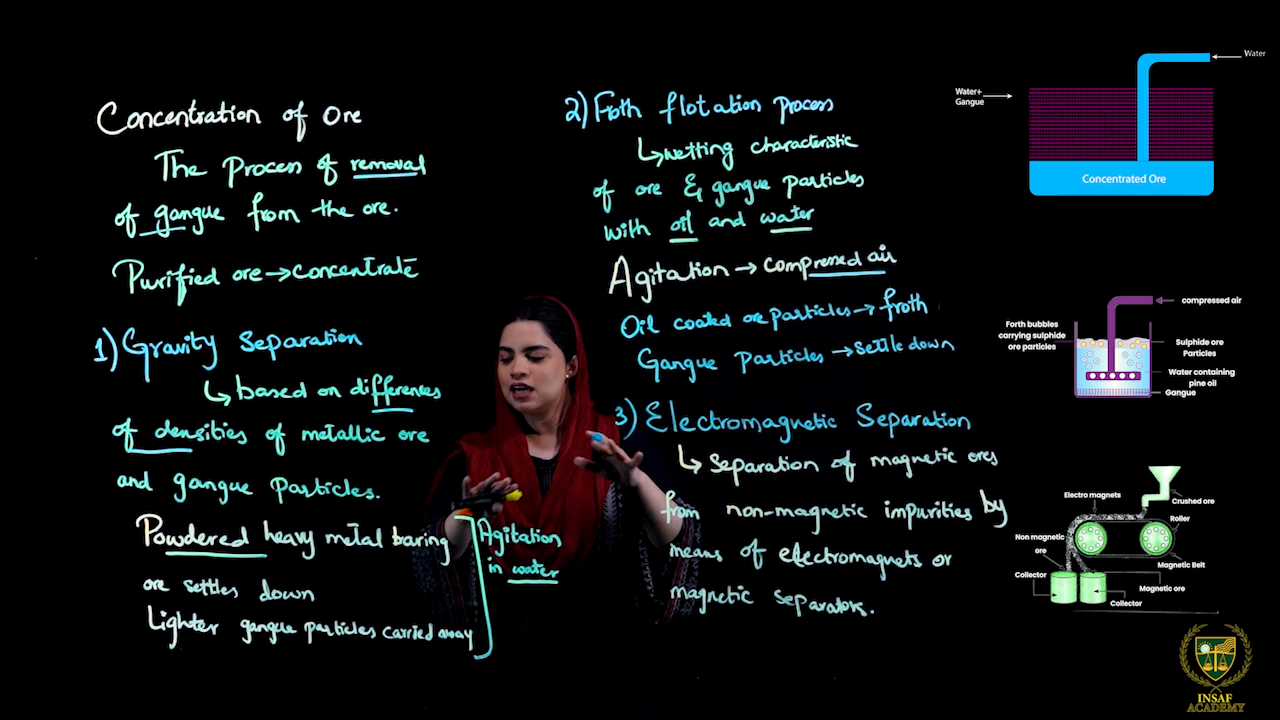 Concentration of Ore
The Process of removal
of gangue from the ore.
Purified ore → concentrate
1) Gravity Separation
↳ based on differences
of densities of metallic ore
and gangue particles.
Powdered heavy metal baring
ore settles down
Lighter gangue particles carried away
Agitation
in water
2) Froth flotation process
↳ wetting characteristic
of ore & gangue particles
with oil and water
Agitation → compressed air
Oil coated ore particles → froth
Gangue Particles → Settle down
3) Electromagnetic Separation
↳ Separation of magnetic ores
from non-magnetic impurities by
means of electromagnets or
magnetic separators.
Water
Water+
Gangue
Concentrated Ore
compressed air
Forth bubbles
carrying sulphide
ore particles
Sulphide ore
Particles
Water containing
pine oil
Gangue
Electro magnets
Crushed ore
Roller
Non magnetic
ore
Magnetic Belt
Collector
Magnetic ore
Collector
INSAF
ACADEMY